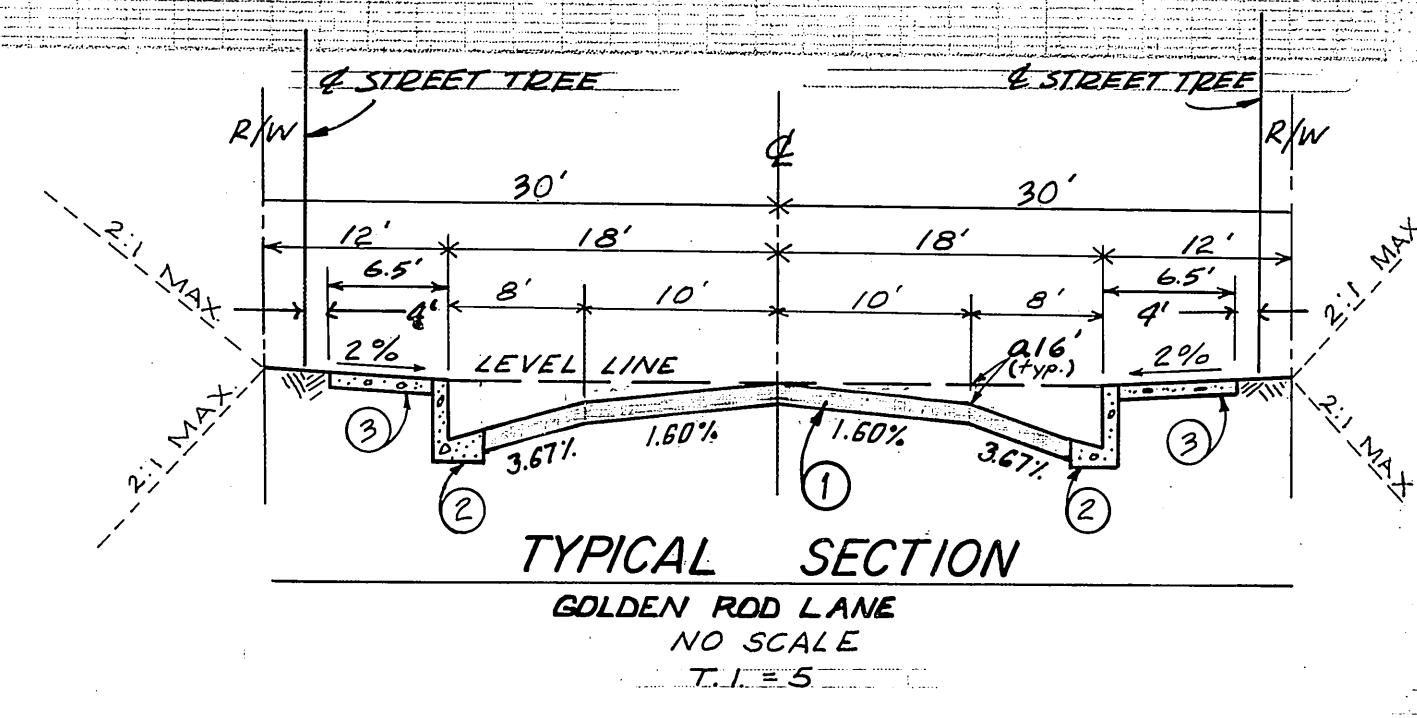 ℄ STREET TREE ℄ STREET TREE
R/W ℄ R/W
30' 30'
12' 18' 18' 12'
6.5' 6.5'
8' 10' 10' 8'
4' 4'
2:1 MAX
2:1 MAX
2% LEVEL LINE 0.16' (typ.) 2%
2:1 MAX
2:1 MAX
3 3.67% 1.60% 1.60% 3.67% 3
2 1 2
TYPICAL SECTION
GOLDEN ROD LANE
NO SCALE
T.I. = 5